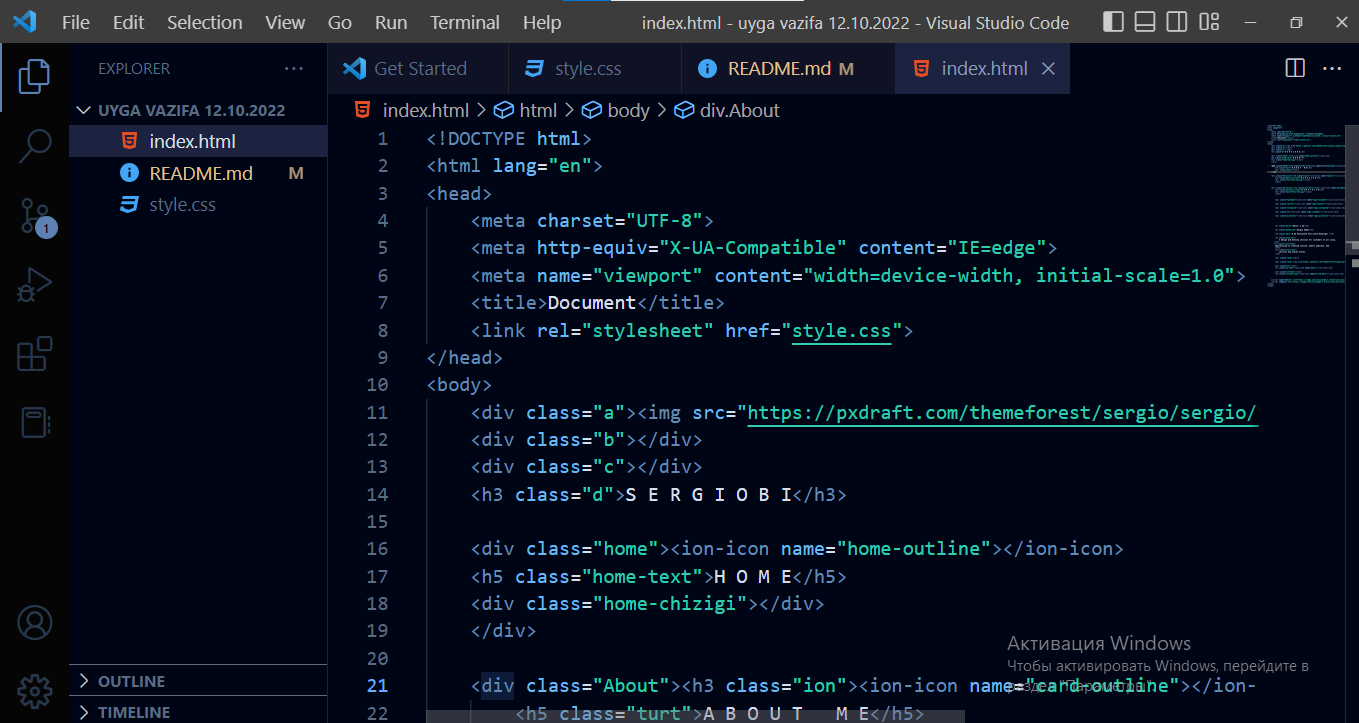 File Edit Selection View Go Run Terminal Help index.html - uyga vazifa 12.10.2022 - Visual Studio Code
EXPLORER
Get Started style.css README.md M index.html
UYGA VAZIFA 12.10.2022
index.html
README.md M
style.css
1
OUTLINE
TIMELINE
index.html > html > body > div.About
1 <!DOCTYPE html>
2 <html lang="en">
3 <head>
4 <meta charset="UTF-8">
5 <meta http-equiv="X-UA-Compatible" content="IE=edge">
6 <meta name="viewport" content="width=device-width, initial-scale=1.0">
7 <title>Document</title>
8 <link rel="stylesheet" href="style.css">
9 </head>
10 <body>
11 <div class="a"><img src="https://pxdraft.com/themeforest/sergio/sergio/
12 <div class="b"></div>
13 <div class="c"></div>
14 <h3 class="d">S E R G I O B I</h3>
15
16 <div class="home"><ion-icon name="home-outline"></ion-icon>
17 <h5 class="home-text">H O M E</h5>
18 <div class="home-chizigi"></div>
19 </div>
20
21 <div class="About"><h3 class="ion"><ion-icon name="card-outline"></ion-
22 <h5 class="turt">A B O U T   M E</h5>
Активация Windows
Чтобы активировать Windows, перейдите в
раздел "Параметры".